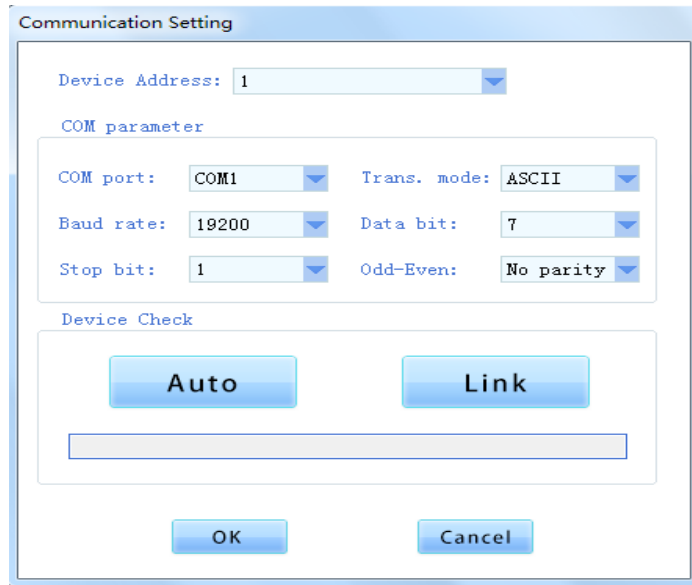 Communication Setting
Device Address: 1
COM parameter
COM port: COM1 Trans. mode: ASCII
Baud rate: 19200 Data bit: 7
Stop bit: 1 Odd-Even: No parity
Device Check
Auto Link
OK Cancel